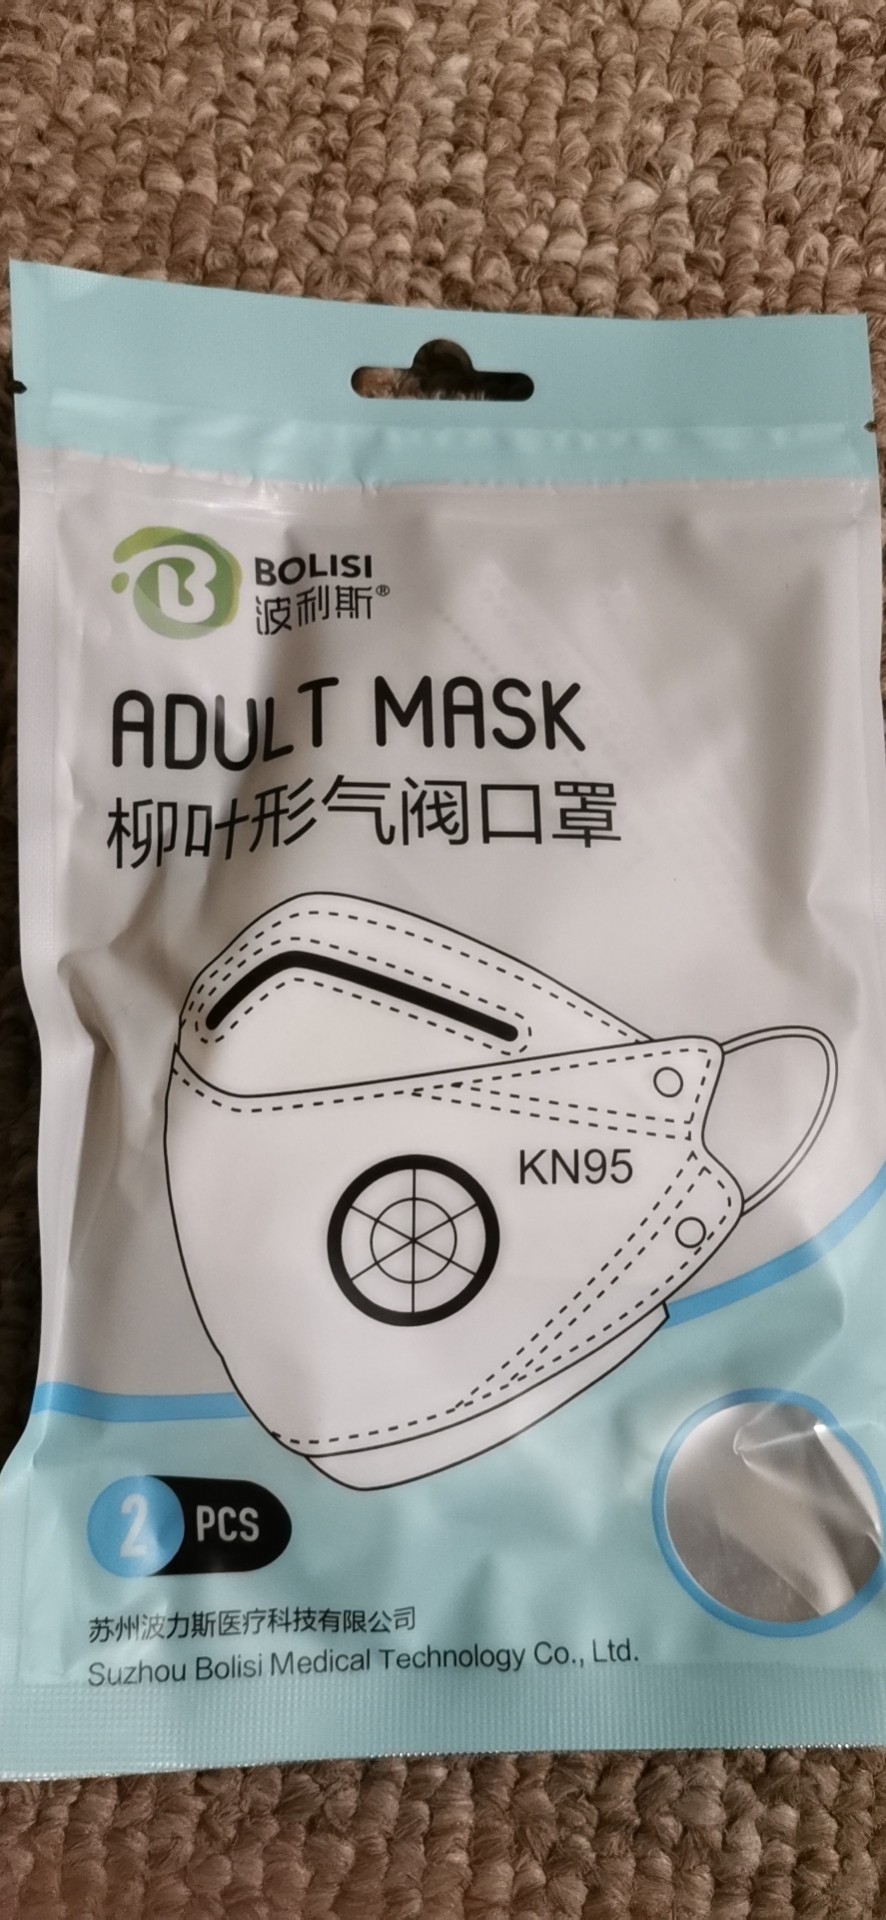 BOLISI
波利斯®
ADULT MASK
柳叶形气阀口罩
KN95
2 PCS
苏州波力斯医疗科技有限公司
Suzhou Bolisi Medical Technology Co., Ltd.